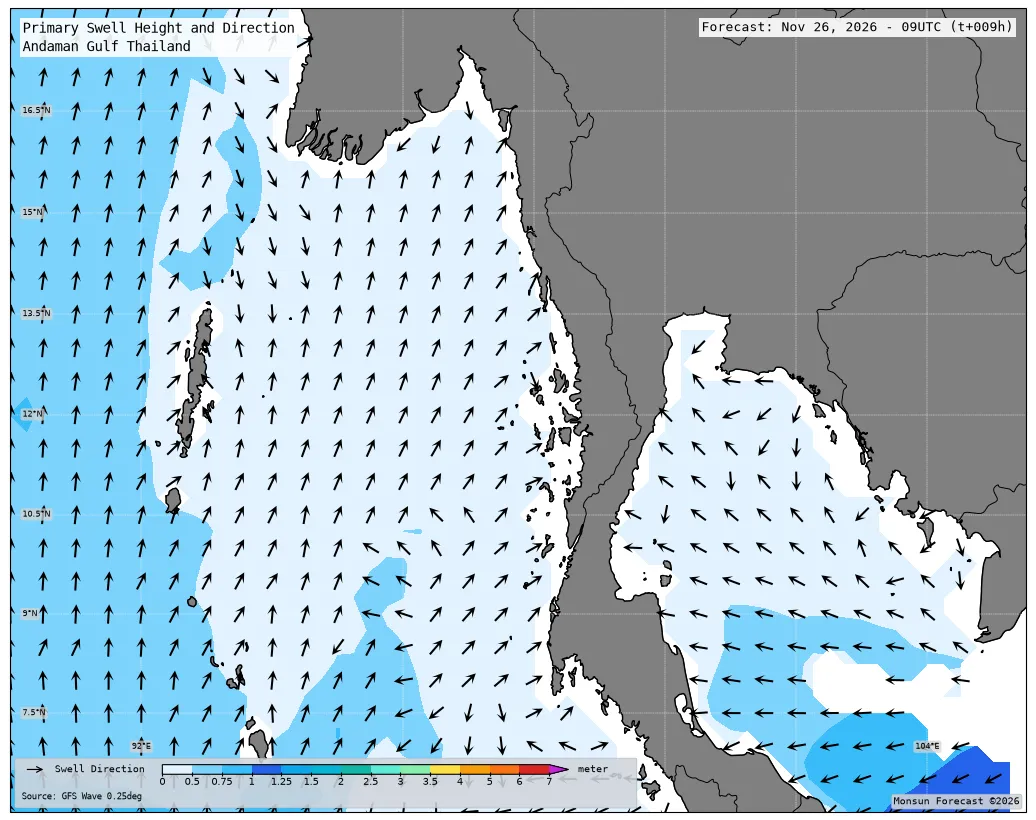 Primary Swell Height and Direction
Andaman Gulf Thailand
Forecast: Nov 26, 2026 - 09UTC (t+009h)
16.5°N
15°N
13.5°N
12°N
10.5°N
9°N
7.5°N
92°E
104°E
Swell Direction
0 0.5 0.75 1.25 1.5 2 2.5 3 3.5 4 5 6 7
meter
Source: GFS Wave 0.25deg
Monsun Forecast ©2026